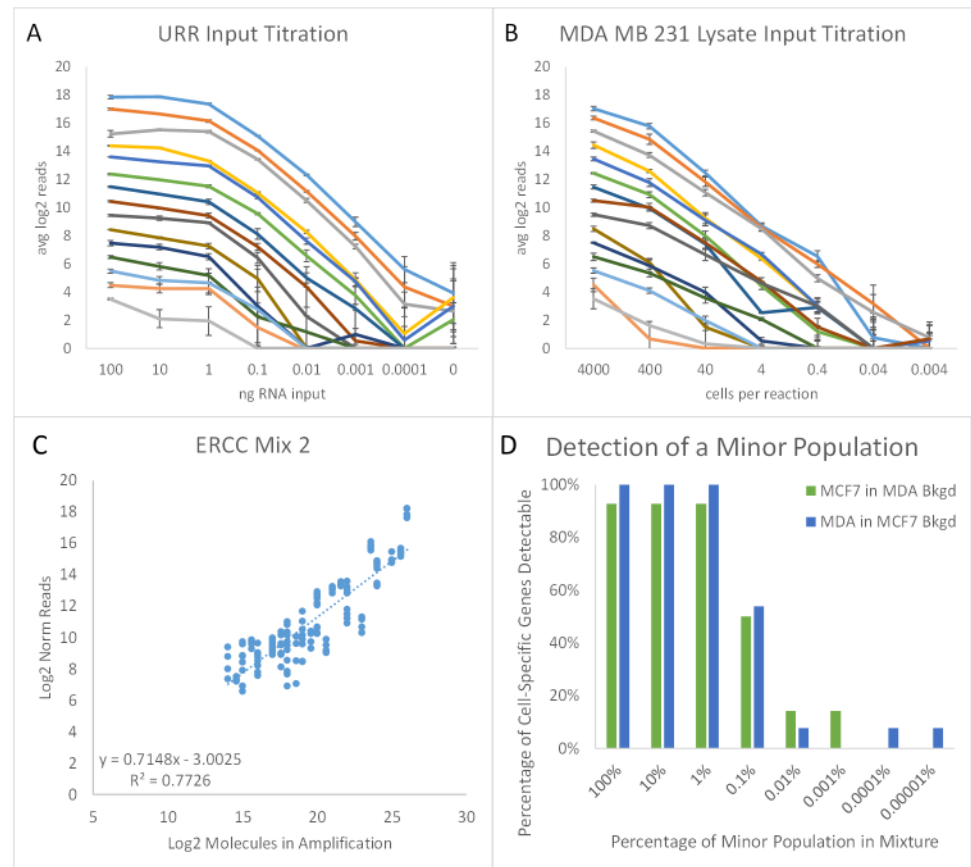 A
URR Input Titration
avg log2 reads
20
18
16
14
12
10
8
6
4
2
0
100 10 1 0.1 0.01 0.001 0.0001 0
ng RNA input
B
MDA MB 231 Lysate Input Titration
avg log2 reads
20
18
16
14
12
10
8
6
4
2
0
4000 400 40 4 0.4 0.04 0.004
cells per reaction
C
ERCC Mix 2
Log2 Norm Reads
20
18
16
14
12
10
8
6
4
2
0
y = 0.7148x - 3.0025
R² = 0.7726
5 10 15 20 25 30
Log2 Molecules in Amplification
D
Detection of a Minor Population
Percentage of Cell-Specific Genes Detectable
100%
80%
60%
40%
20%
0%
MCF7 in MDA Bkgd
MDA in MCF7 Bkgd
100% 10% 1% 0.1% 0.01% 0.001% 0.0001% 0.00001%
Percentage of Minor Population in Mixture